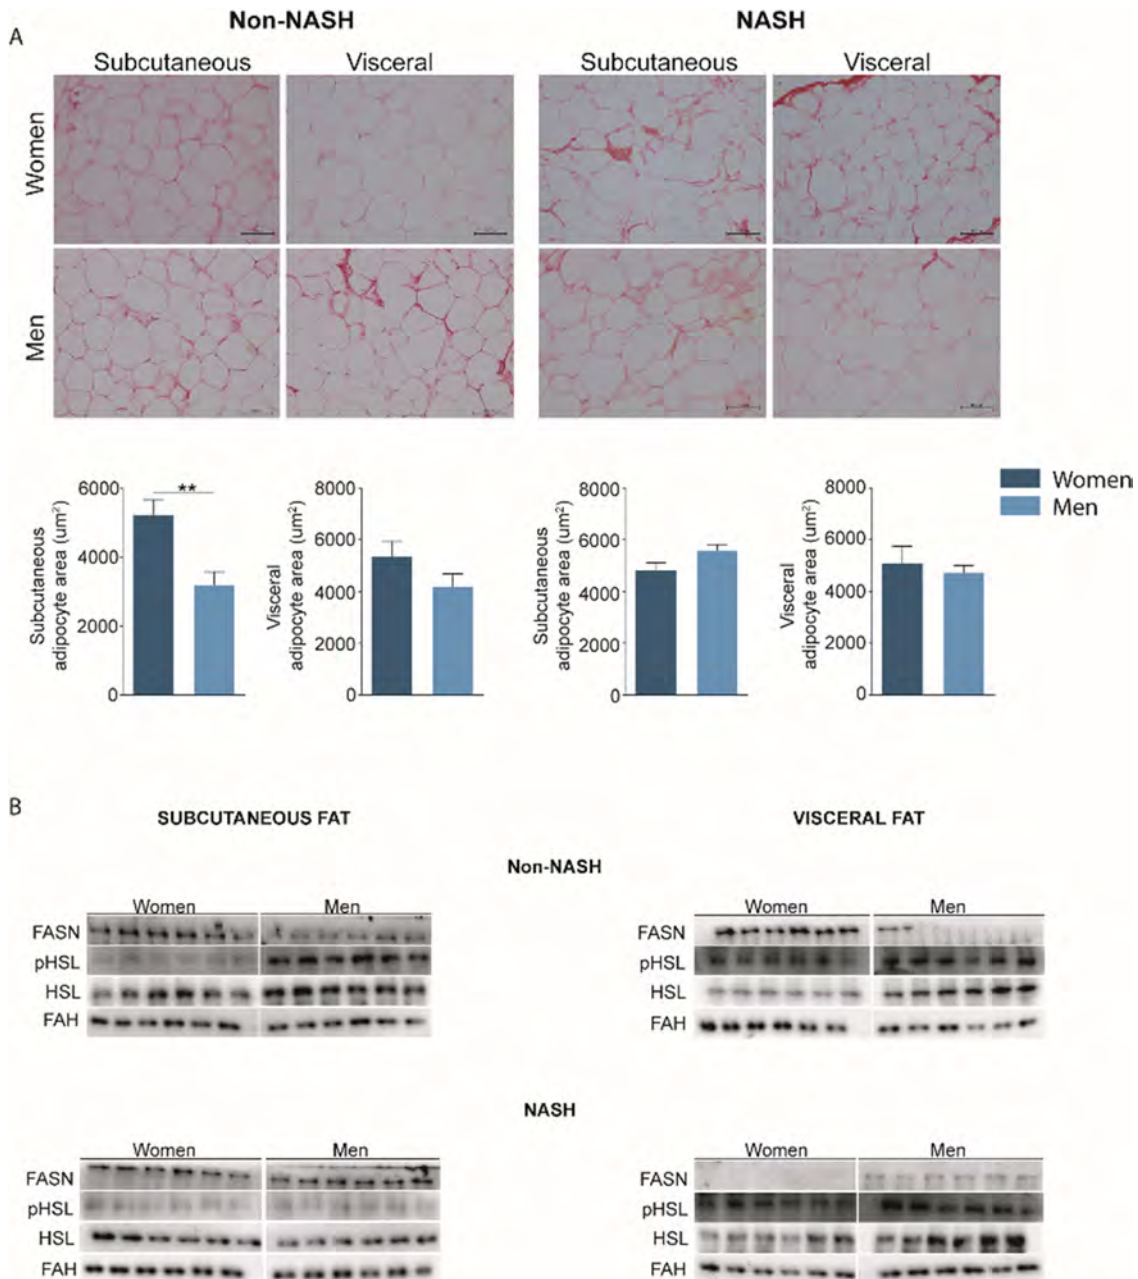 A
Non-NASH NASH
Subcutaneous Visceral Subcutaneous Visceral
Women
Men
Women
Men
6000
4000
2000
0
Subcutaneous
adipocyte area (um²)
**
8000
6000
4000
2000
0
Visceral
adipocyte area (um²)
8000
6000
4000
2000
0
Subcutaneous
adipocyte area (um²)
8000
6000
4000
2000
0
Visceral
adipocyte area (um²)
B
SUBCUTANEOUS FAT VISCERAL FAT
Non-NASH
Women Men Women Men
FASN FASN
pHSL pHSL
HSL HSL
FAH FAH
NASH
Women Men Women Men
FASN FASN
pHSL pHSL
HSL HSL
FAH FAH